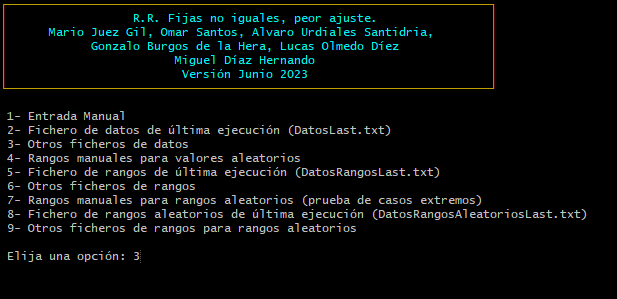 R.R. Fijas no iguales, peor ajuste.
Mario Juez Gil, Omar Santos, Alvaro Urdiales Santidria,
Gonzalo Burgos de la Hera, Lucas Olmedo Díez
Miguel Díaz Hernando
Versión Junio 2023
1- Entrada Manual
2- Fichero de datos de última ejecución (DatosLast.txt)
3- Otros ficheros de datos
4- Rangos manuales para valores aleatorios
5- Fichero de rangos de última ejecución (DatosRangosLast.txt)
6- Otros ficheros de rangos
7- Rangos manuales para rangos aleatorios (prueba de casos extremos)
8- Fichero de rangos aleatorios de última ejecución (DatosRangosAleatoriosLast.txt)
9- Otros ficheros de rangos para rangos aleatorios
Elija una opción: 3